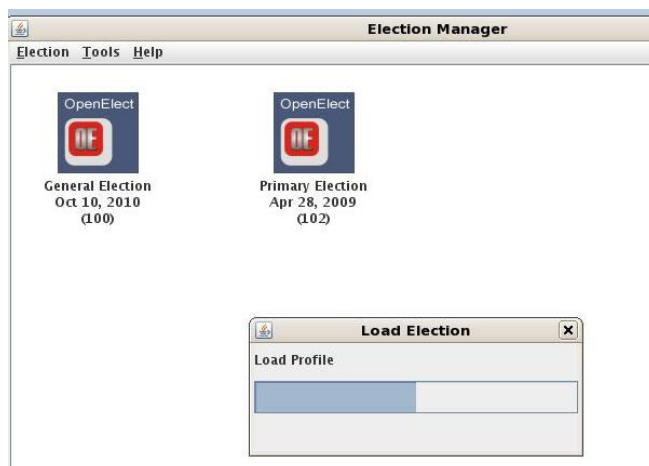 Election Manager
Election Tools Help
OpenElect
OE
General Election
Oct 10, 2010
(100)
OpenElect
OE
Primary Election
Apr 28, 2009
(102)
Load Election
Load Profile